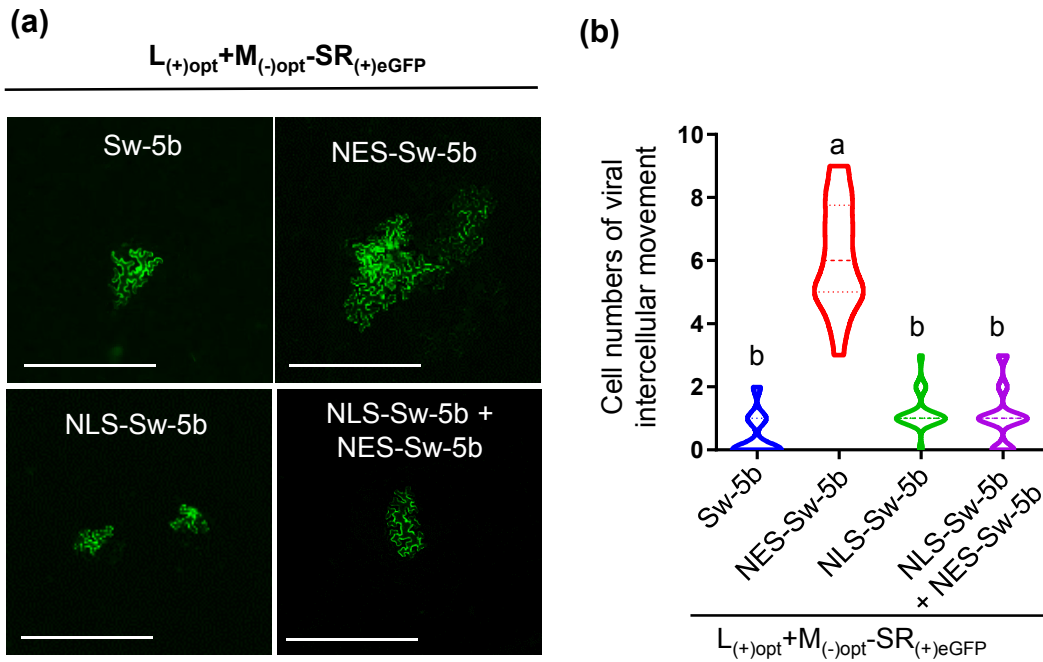 (a)
L(+)opt+M(-)opt-SR(+)eGFP
Sw-5b
NES-Sw-5b
NLS-Sw-5b
NLS-Sw-5b +
NES-Sw-5b
(b)
Cell numbers of viral
intercellular movement
10
8
6
4
2
0
b
a
b
b
Sw-5b
NES-Sw-5b
NLS-Sw-5b
NLS-Sw-5b
+ NES-Sw-5b
L(+)opt+M(-)opt-SR(+)eGFP